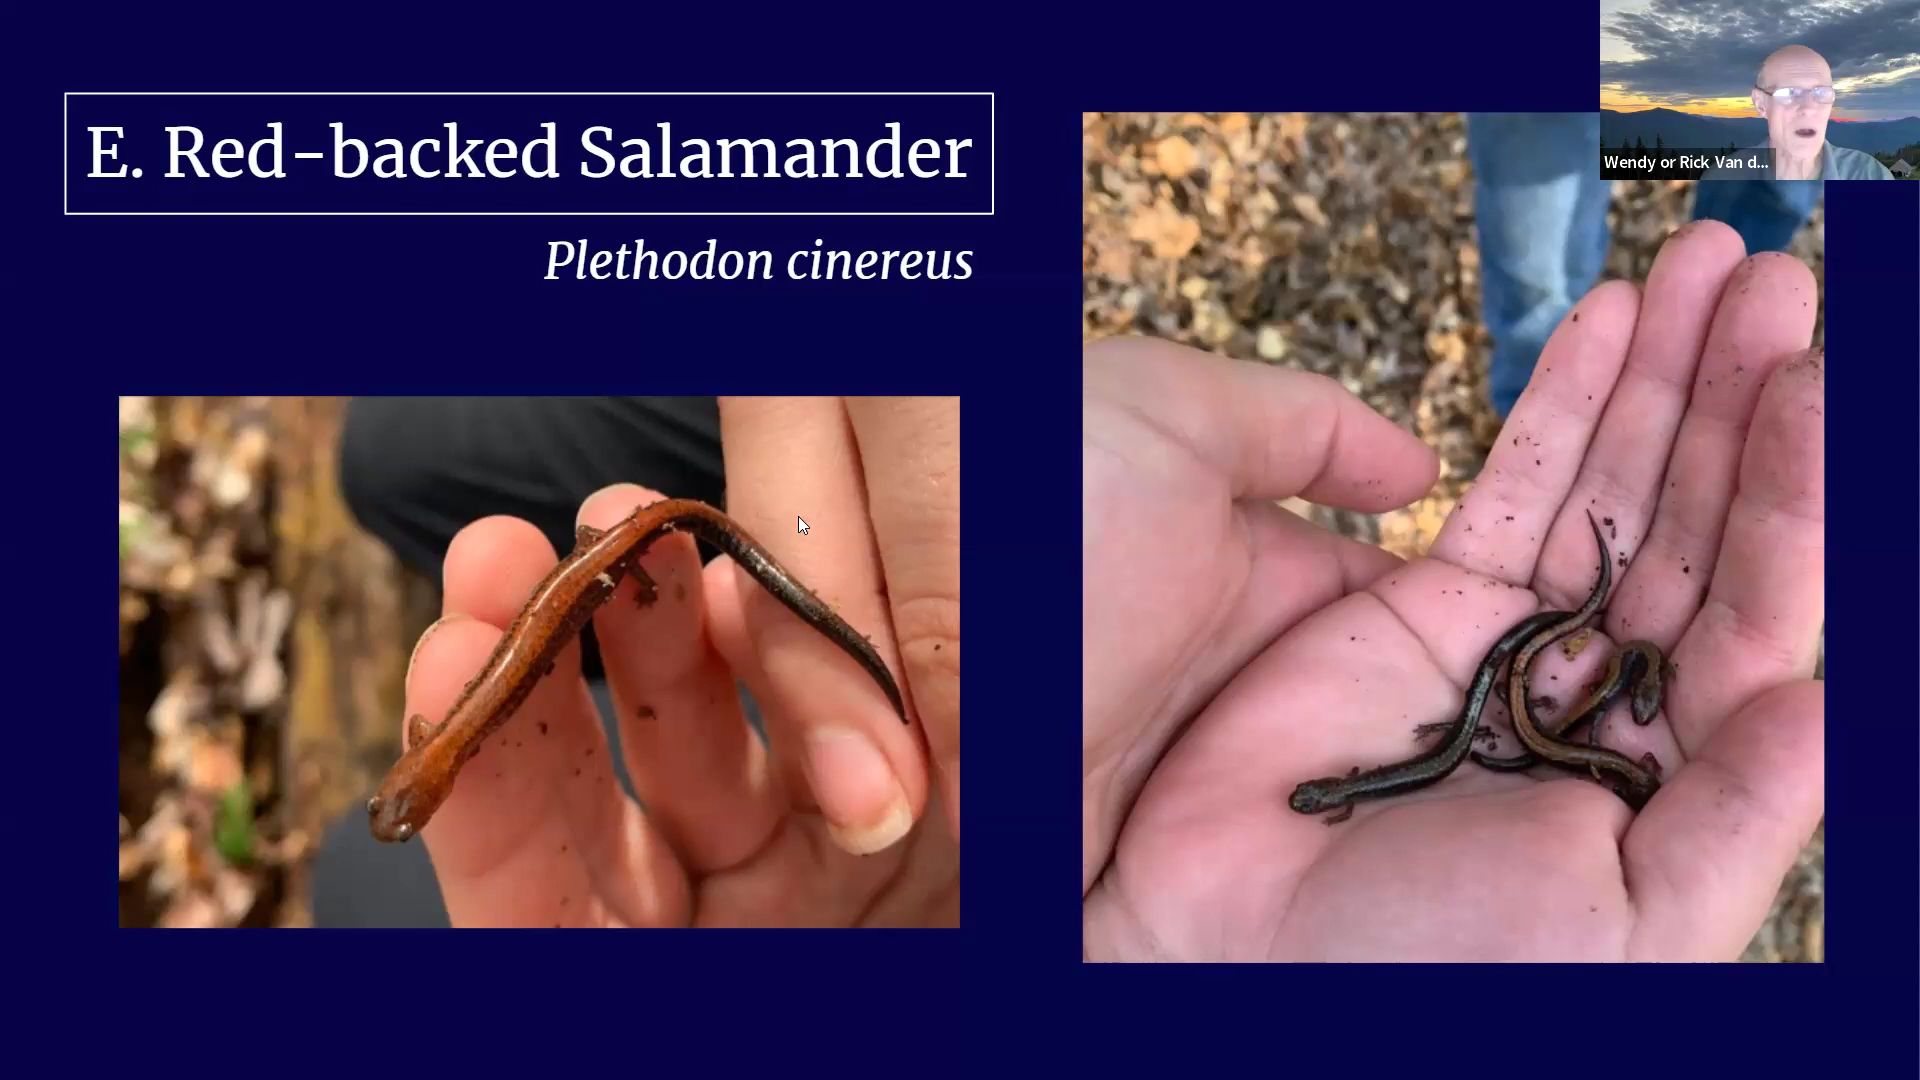 E. Red-backed Salamander
Plethodon cinereus
Wendy or Rick Van d...